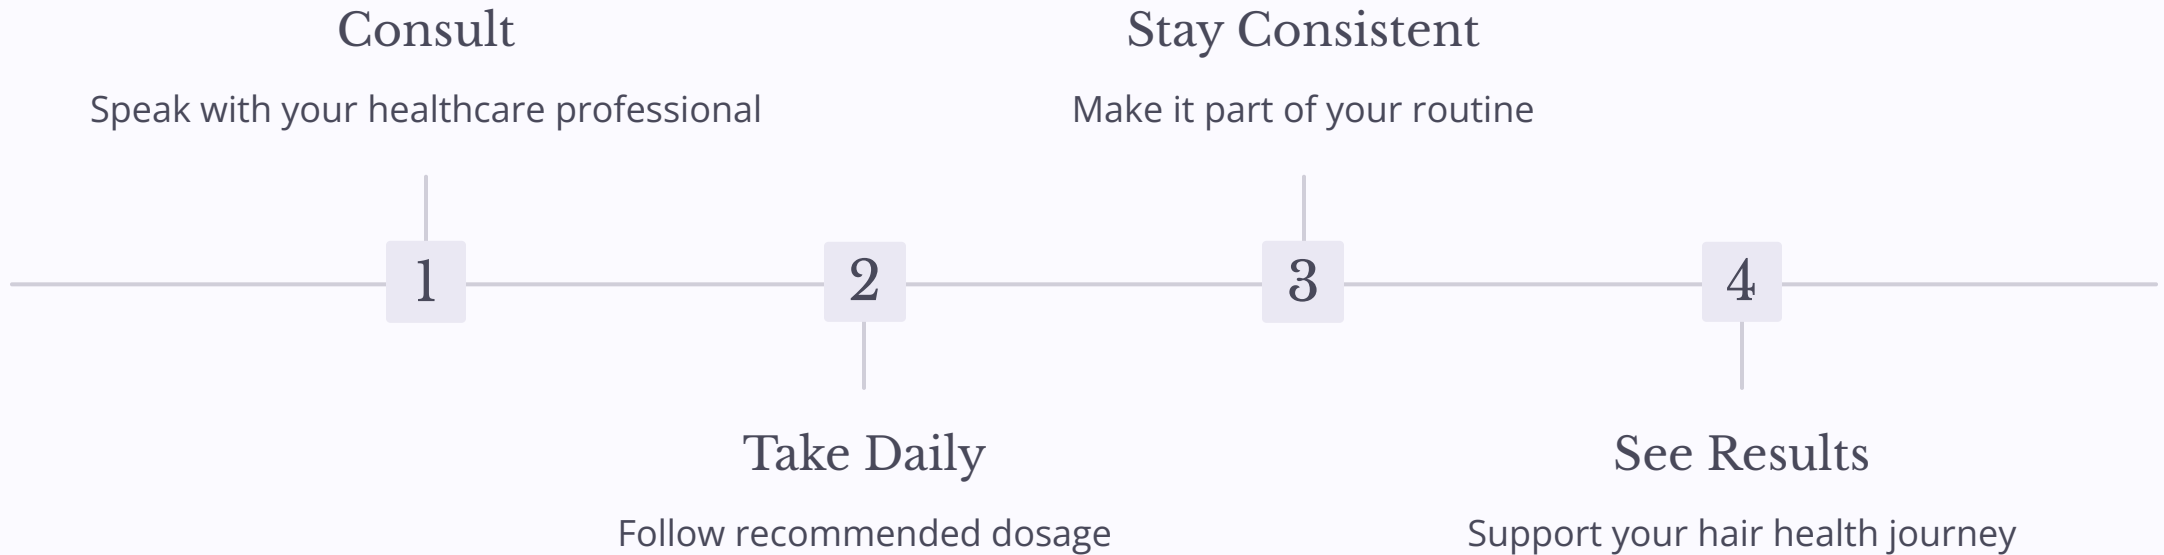 Consult
Speak with your healthcare professional
1
Take Daily
Follow recommended dosage
2
Stay Consistent
Make it part of your routine
3
See Results
Support your hair health journey
4